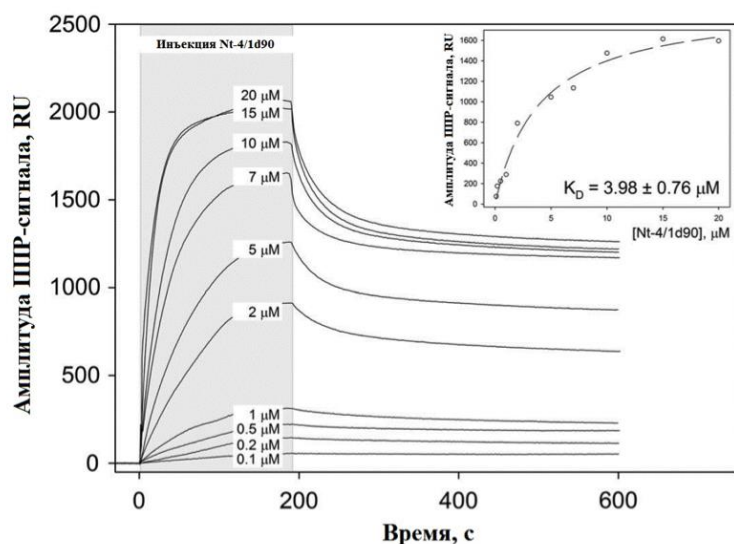 Инъекция Nt-4/1d90
2500
2000
1500
1000
500
0
Амплитуда ППР-сигнала, RU
20 μM
15 μM
10 μM
7 μM
5 μM
2 μM
1 μM
0.5 μM
0.2 μM
0.1 μM
0
200
400
600
Время, с
1600
1400
1200
1000
800
600
400
200
0
Амплитуда ППР-сигнала, RU
K_D = 3.98 ± 0.76 μM
0
5
10
15
20
[Nt-4/1d90], μM